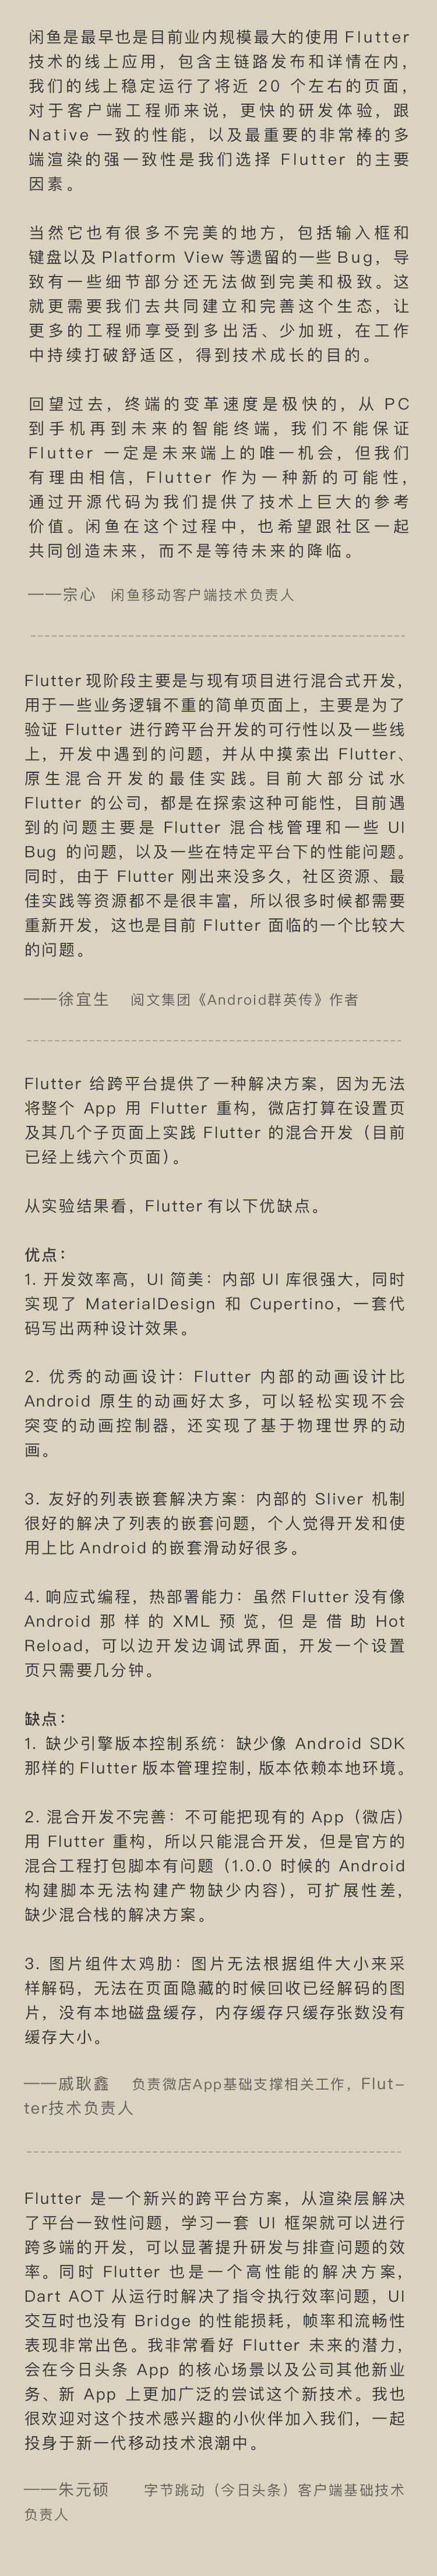 闲鱼是最早也是目前业内规模最大的使用 Flutter
技术的线上应用，包含主链路发布和详情在内，
我们的线上稳定运行了将近 20 个左右的页面，
对于客户端工程师来说，更快的研发体验，跟
Native 一致的性能，以及最重要的非常棒的多
端渲染的强一致性是我们选择 Flutter 的主要
因素。
当然它也有很多不完美的地方，包括输入框和
键盘以及 Platform View 等遗留的一些 Bug，导
致有一些细节部分还无法做到完美和极致。这
就更需要我们去共同建立和完善这个生态，让
更多的工程师享受到多出活、少加班，在工作
中持续打破舒适区，得到技术成长的目的。
回望过去，终端的变革速度是极快的，从 PC
到手机再到未来的智能终端，我们不能保证
Flutter 一定是未来端上的唯一机会，但我们
有理由相信，Flutter 作为一种新的可能性，
通过开源代码为我们提供了技术上巨大的参考
价值。闲鱼在这个过程中，也希望跟社区一起
共同创造未来，而不是等待未来的降临。
——宗心 闲鱼移动客户端技术负责人
Flutter 现阶段主要是与现有项目进行混合式开发，
用于一些业务逻辑不重的简单页面上，主要是为了
验证 Flutter 进行跨平台开发的可行性以及一些线
上，开发中遇到的问题，并从中摸索出 Flutter、
原生混合开发的最佳实践。目前大部分试水
Flutter 的公司，都是在探索这种可能性，目前遇
到的问题主要是 Flutter 混合栈管理和一些 UI
Bug 的问题，以及一些在特定平台下的性能问题。
同时，由于 Flutter 刚出来没多久，社区资源、最
佳实践等资源都不是很丰富，所以很多时候都需要
重新开发，这也是目前 Flutter 面临的一个比较大
的问题。
——徐宜生 阅文集团《Android群英传》作者
Flutter 给跨平台提供了一种解决方案，因为无法
将整个 App 用 Flutter 重构，微店打算在设置页
及其几个子页面上实践 Flutter 的混合开发（目前
已经上线六个页面）。
从实验结果看，Flutter 有以下优缺点。
优点：
1. 开发效率高，UI 简美：内部 UI 库很强大，同时
实现了 MaterialDesign 和 Cupertino，一套代
码写出两种设计效果。
2. 优秀的动画设计：Flutter 内部的动画设计比
Android 原生的动画好太多，可以轻松实现不会
突变的动画控制器，还实现了基于物理世界的动
画。
3. 友好的列表嵌套解决方案：内部的 Sliver 机制
很好的解决了列表的嵌套问题，个人觉得开发和使
用上比 Android 的嵌套滑动好很多。
4. 响应式编程，热部署能力：虽然 Flutter 没有像
Android 那样的 XML 预览，但是借助 Hot
Reload，可以边开发边调试界面，开发一个设置
页只需要几分钟。
缺点：
1. 缺少引擎版本控制系统：缺少像 Android SDK
那样的 Flutter 版本管理控制，版本依赖本地环境。
2. 混合开发不完善：不可能把现有的 App（微店）
用 Flutter 重构，所以只能混合开发，但是官方的
混合工程打包脚本有问题（1.0.0 时候的 Android
构建脚本无法构建产物缺少内容），可扩展性差，
缺少混合栈的解决方案。
3. 图片组件太鸡肋：图片无法根据组件大小来采
样解码，无法在页面隐藏的时候回收已经解码的图
片，没有本地磁盘缓存，内存缓存只缓存张数没有
缓存大小。
——戚耿鑫 负责微店App基础支撑相关工作，Flut-
ter技术负责人
Flutter 是一个新兴的跨平台方案，从渲染层解决
了平台一致性问题，学习一套 UI 框架就可以进行
跨多端的开发，可以显著提升研发与排查问题的效
率。同时 Flutter 也是一个高性能的解决方案，
Dart AOT 从运行时解决了指令执行效率问题，UI
交互时也没有 Bridge 的性能损耗，帧率和流畅性
表现非常出色。我非常看好 Flutter 未来的潜力，
会在今日头条 App 的核心场景以及公司其他新业
务、新 App 上更加广泛的尝试这个新技术。我也
很欢迎对这个技术感兴趣的小伙伴加入我们，一起
投身于新一代移动技术浪潮中。
——朱元硕 字节跳动（今日头条）客户端基础技术
负责人